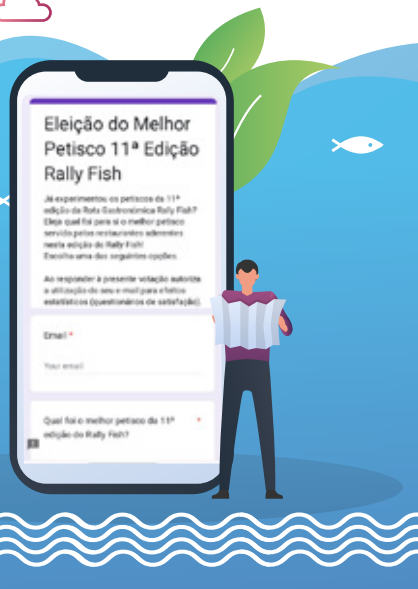 Eleição do Melhor
Petisco 11ª Edição
Rally Fish
Já experimentou os petiscos da 11ª
edição da Rota Gastronómica Rally Fish?
Eleja qual foi para si o melhor petisco
servido pelos restaurantes aderentes
nesta edição do Rally Fish!
Escolha uma das seguintes opções.
Ao responder à presente votação autoriza
a utilização do seu e-mail para efeitos
estatísticos (questionários de satisfação).
Email *
Your email
Qual foi o melhor petisco da 11ª *
edição do Rally Fish?